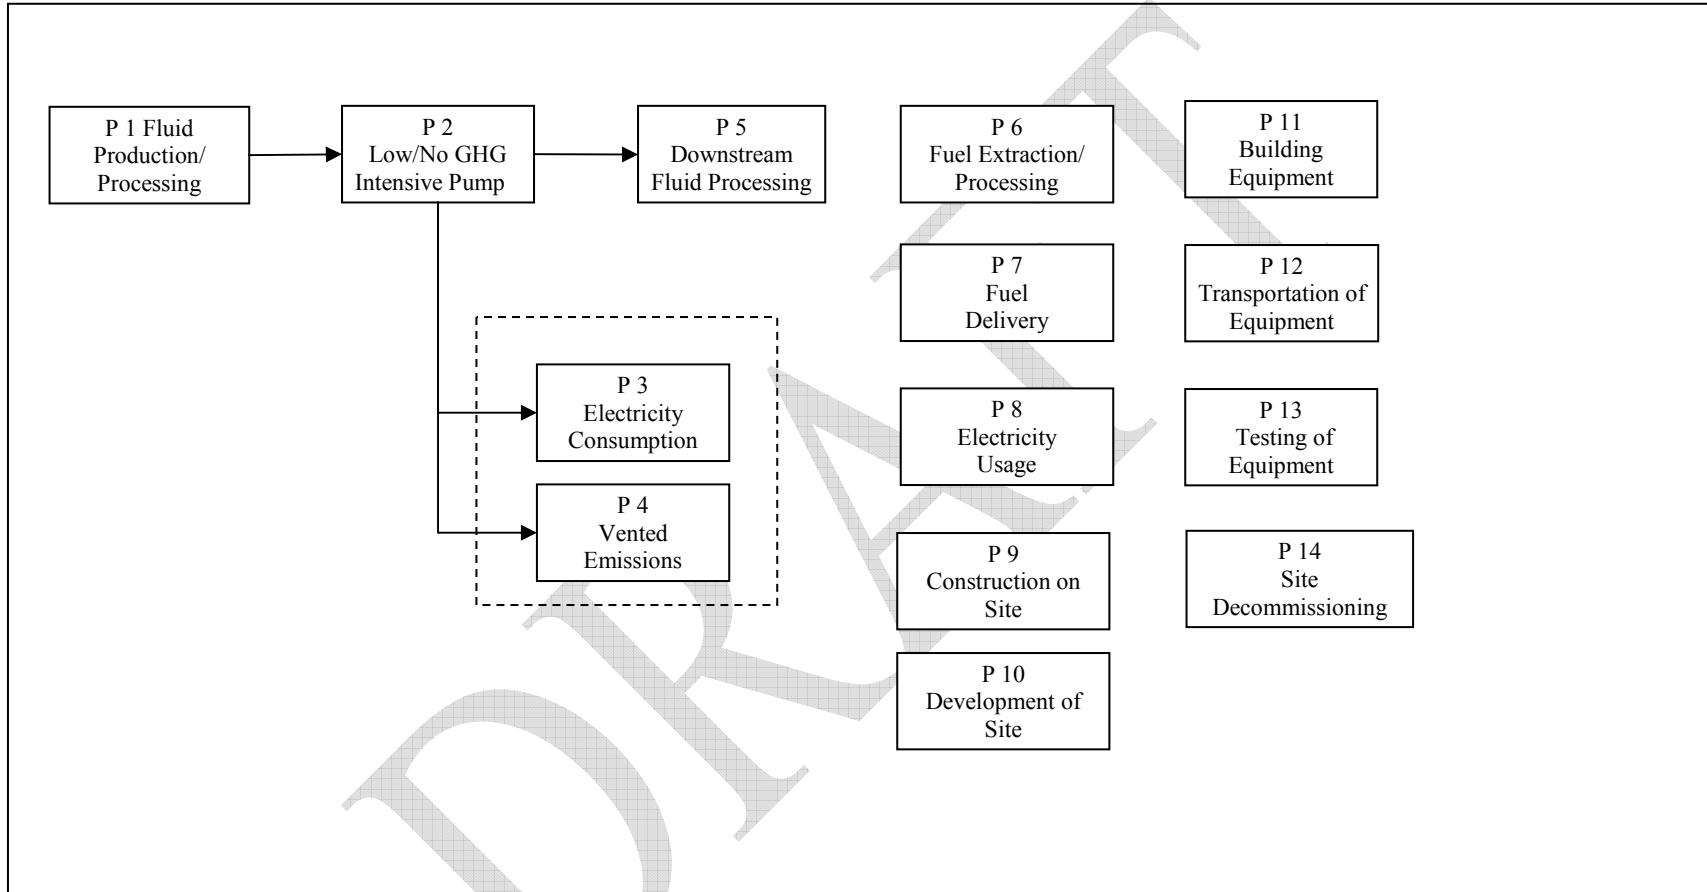 P 1 Fluid
Production/
Processing
P 2
Low/No GHG
Intensive Pump
P 5
Downstream
Fluid Processing
P 6
Fuel Extraction/
Processing
P 11
Building
Equipment
P 7
Fuel
Delivery
P 12
Transportation of
Equipment
P 3
Electricity
Consumption
P 8
Electricity
Usage
P 13
Testing of
Equipment
P 4
Vented
Emissions
P 9
Construction on
Site
P 14
Site
Decommissioning
P 10
Development of
Site
DRAFT